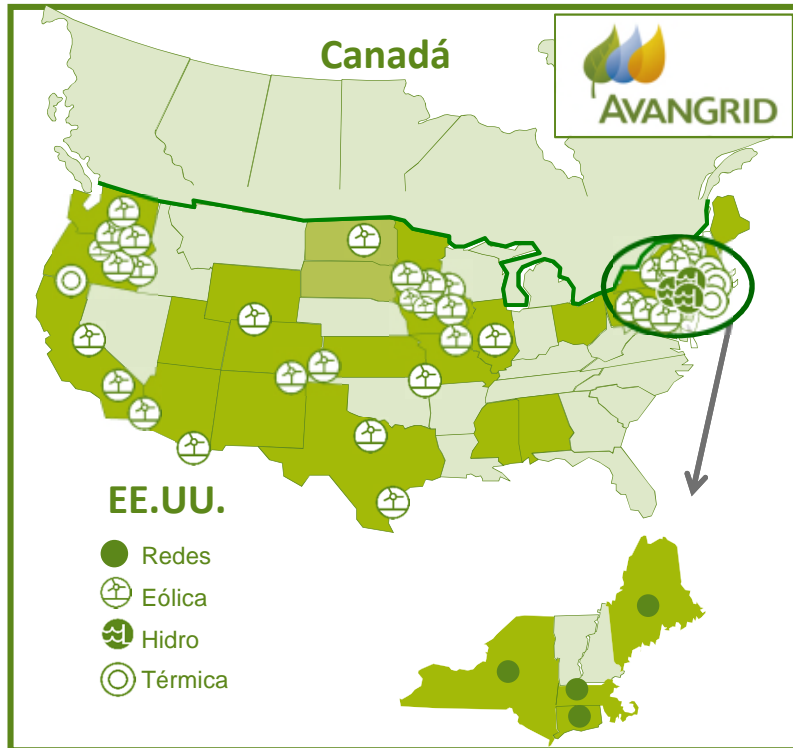 Canadá
AVANGRID
EE.UU.
Redes
Eólica
Hidro
Térmica